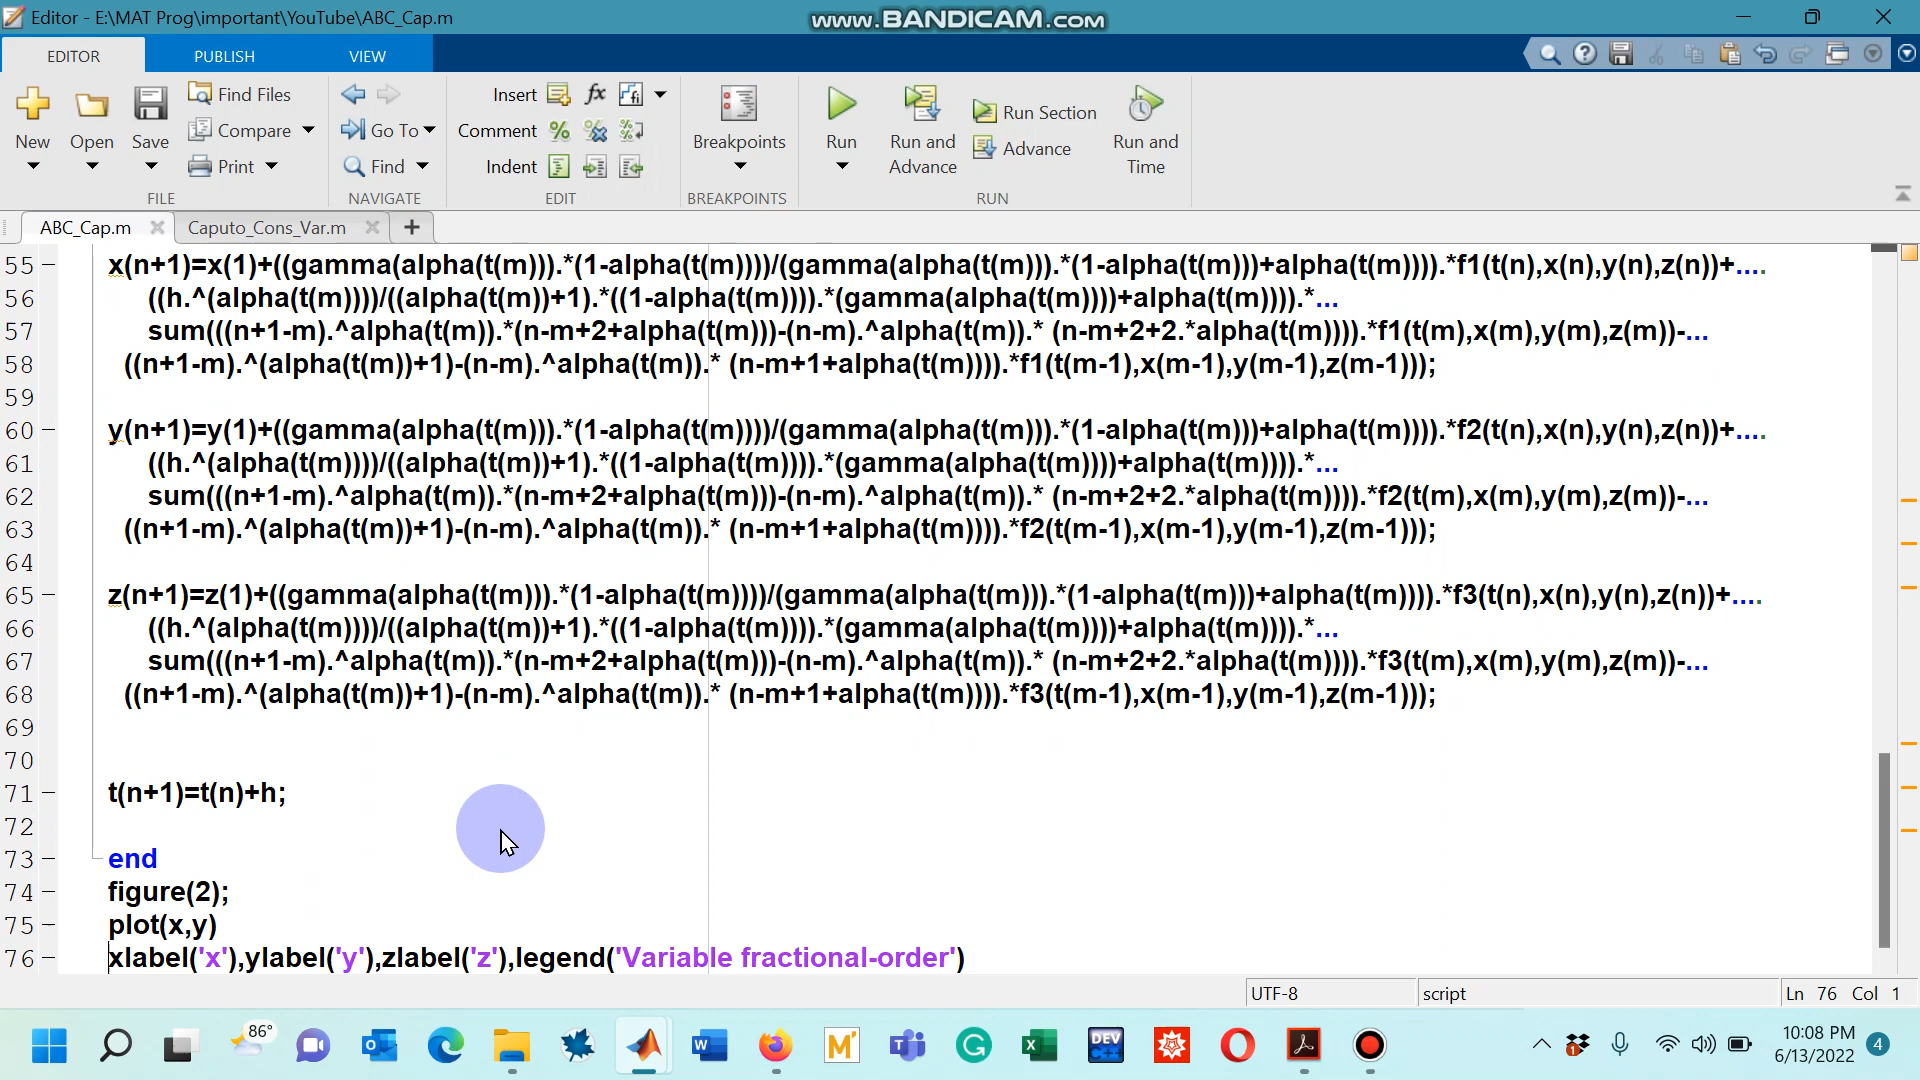 Editor - E:\MAT Prog\important\YouTube\ABC_Cap.m
www.BANDICAM.com
EDITOR PUBLISH VIEW
New Open Save Find Files Compare Print
FILE
Go To Find
NAVIGATE
Insert fx Comment Indent
EDIT
Breakpoints
BREAKPOINTS
Run Run and Advance Run Section Advance Run and Time
RUN
ABC_Cap.m Caputo_Cons_Var.m
55 x(n+1)=x(1)+((gamma(alpha(t(m))).*(1-alpha(t(m))))/(gamma(alpha(t(m))).*(1-alpha(t(m)))+alpha(t(m)))).*f1(t(n),x(n),y(n),z(n))+....
56 ((h.^(alpha(t(m))))/((alpha(t(m))+1).*((1-alpha(t(m)))).*(gamma(alpha(t(m))))+alpha(t(m)))).*...
57 sum(((n+1-m).^alpha(t(m)).*(n-m+2+alpha(t(m)))-(n-m).^alpha(t(m)).* (n-m+2+2.*alpha(t(m)))).*f1(t(m),x(m),y(m),z(m))-...
58 ((n+1-m).^(alpha(t(m))+1)-(n-m).^alpha(t(m)).* (n-m+1+alpha(t(m)))).*f1(t(m-1),x(m-1),y(m-1),z(m-1)));
59
60 y(n+1)=y(1)+((gamma(alpha(t(m))).*(1-alpha(t(m))))/(gamma(alpha(t(m))).*(1-alpha(t(m)))+alpha(t(m)))).*f2(t(n),x(n),y(n),z(n))+....
61 ((h.^(alpha(t(m))))/((alpha(t(m))+1).*((1-alpha(t(m)))).*(gamma(alpha(t(m))))+alpha(t(m)))).*...
62 sum(((n+1-m).^alpha(t(m)).*(n-m+2+alpha(t(m)))-(n-m).^alpha(t(m)).* (n-m+2+2.*alpha(t(m)))).*f2(t(m),x(m),y(m),z(m))-...
63 ((n+1-m).^(alpha(t(m))+1)-(n-m).^alpha(t(m)).* (n-m+1+alpha(t(m)))).*f2(t(m-1),x(m-1),y(m-1),z(m-1)));
64
65 z(n+1)=z(1)+((gamma(alpha(t(m))).*(1-alpha(t(m))))/(gamma(alpha(t(m))).*(1-alpha(t(m)))+alpha(t(m)))).*f3(t(n),x(n),y(n),z(n))+....
66 ((h.^(alpha(t(m))))/((alpha(t(m))+1).*((1-alpha(t(m)))).*(gamma(alpha(t(m))))+alpha(t(m)))).*...
67 sum(((n+1-m).^alpha(t(m)).*(n-m+2+alpha(t(m)))-(n-m).^alpha(t(m)).* (n-m+2+2.*alpha(t(m)))).*f3(t(m),x(m),y(m),z(m))-...
68 ((n+1-m).^(alpha(t(m))+1)-(n-m).^alpha(t(m)).* (n-m+1+alpha(t(m)))).*f3(t(m-1),x(m-1),y(m-1),z(m-1)));
69
70
71 t(n+1)=t(n)+h;
72
73 end
74 figure(2);
75 plot(x,y)
76 xlabel('x'),ylabel('y'),zlabel('z'),legend('Variable fractional-order')
UTF-8 script Ln 76 Col 1
86°
DEV C++
10:08 PM
6/13/2022
4